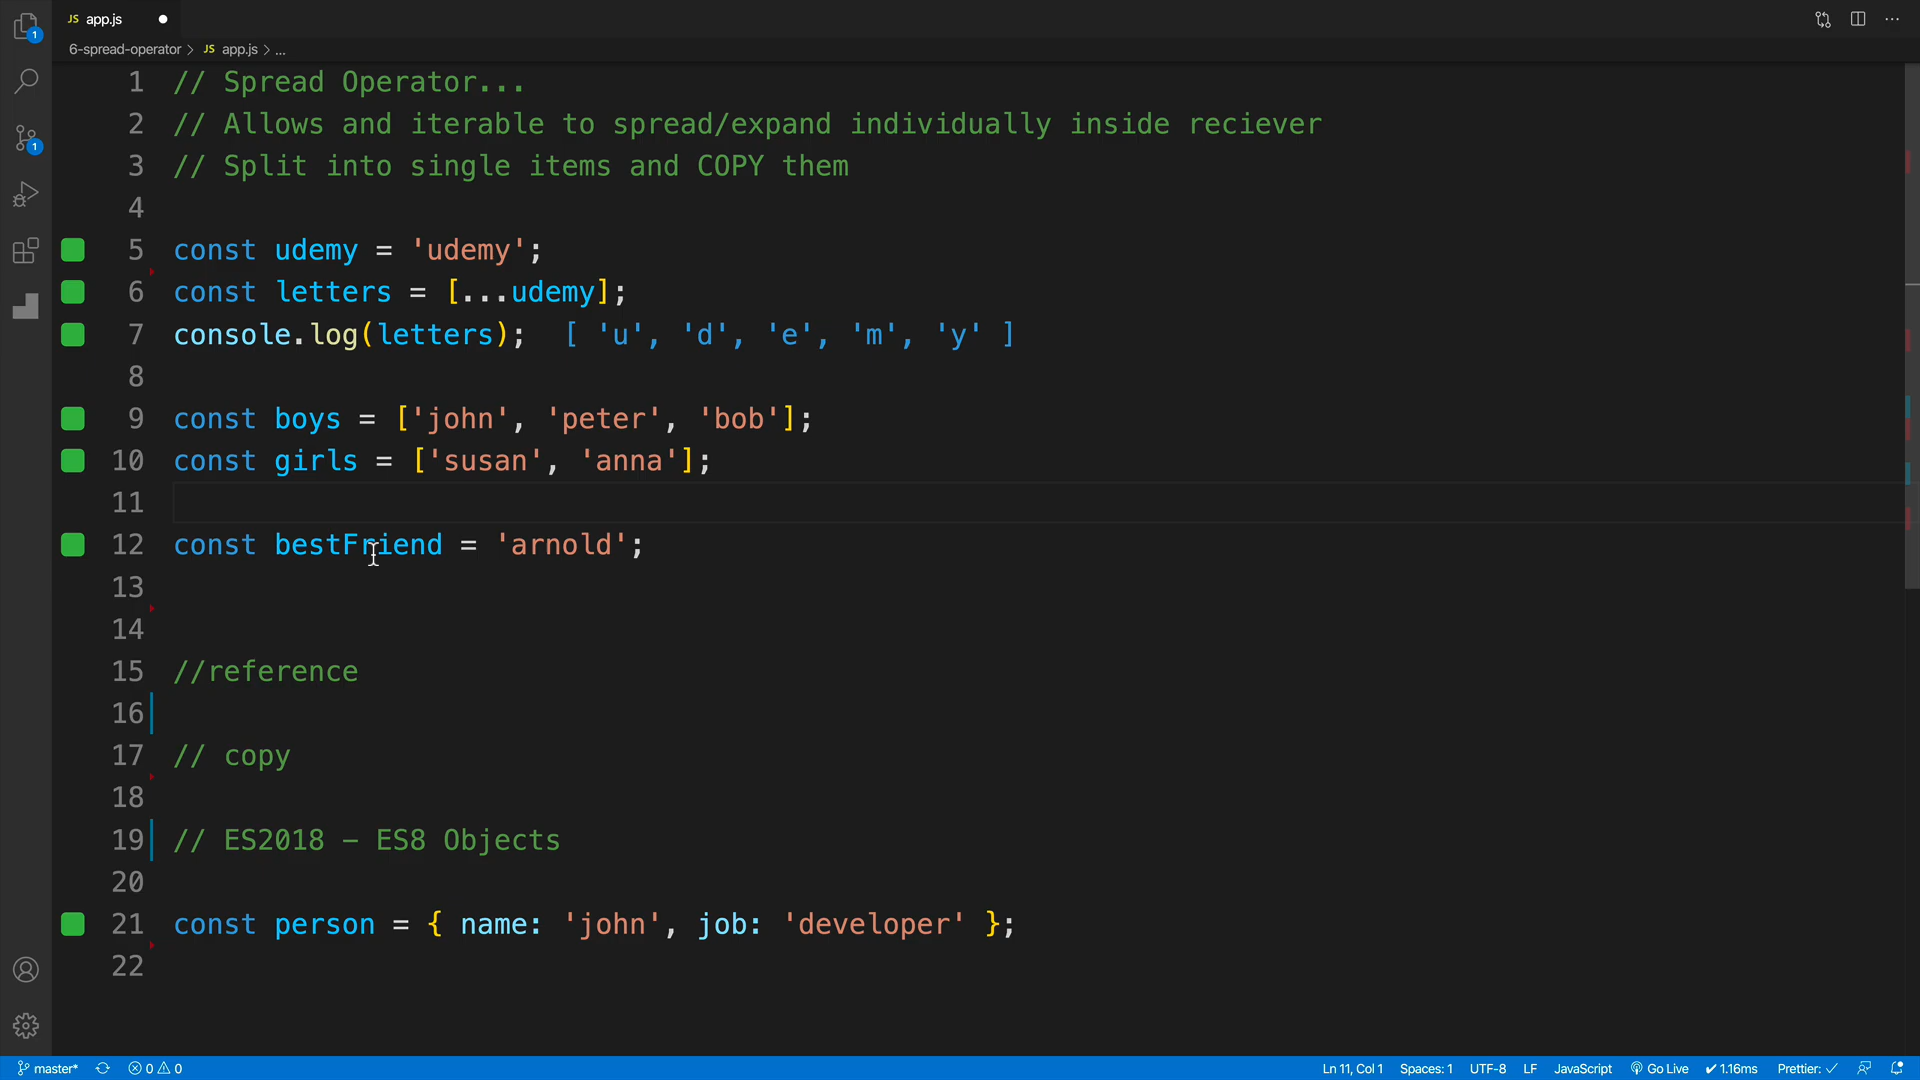 JS app.js
6-spread-operator > JS app.js > ...
1 // Spread Operator...
2 // Allows and iterable to spread/expand individually inside reciever
3 // Split into single items and COPY them
4
5 const udemy = 'udemy';
6 const letters = [...udemy];
7 console.log(letters); [ 'u', 'd', 'e', 'm', 'y' ]
8
9 const boys = ['john', 'peter', 'bob'];
10 const girls = ['susan', 'anna'];
11
12 const bestFriend = 'arnold';
13
14
15 //reference
16
17 // copy
18
19 // ES2018 - ES8 Objects
20
21 const person = { name: 'john', job: 'developer' };
22
1
1
master* 0 0 Ln 11, Col 1 Spaces: 1 UTF-8 LF JavaScript Go Live ✓ 1.16ms Prettier: ✓